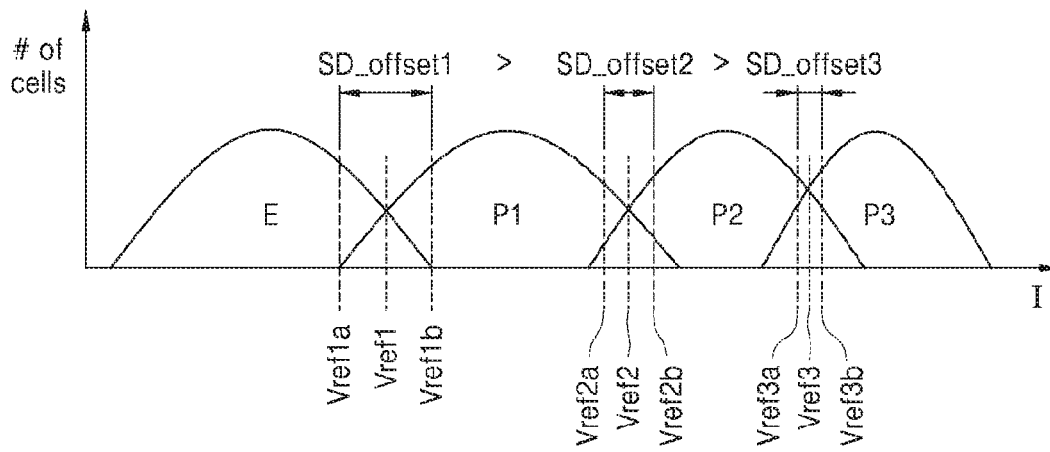 # of
cells
SD_offset1 > SD_offset2 > SD_offset3
E
P1
P2
P3
I
Vref1a
Vref1
Vref1b
Vref2a
Vref2
Vref2b
Vref3a
Vref3
Vref3b